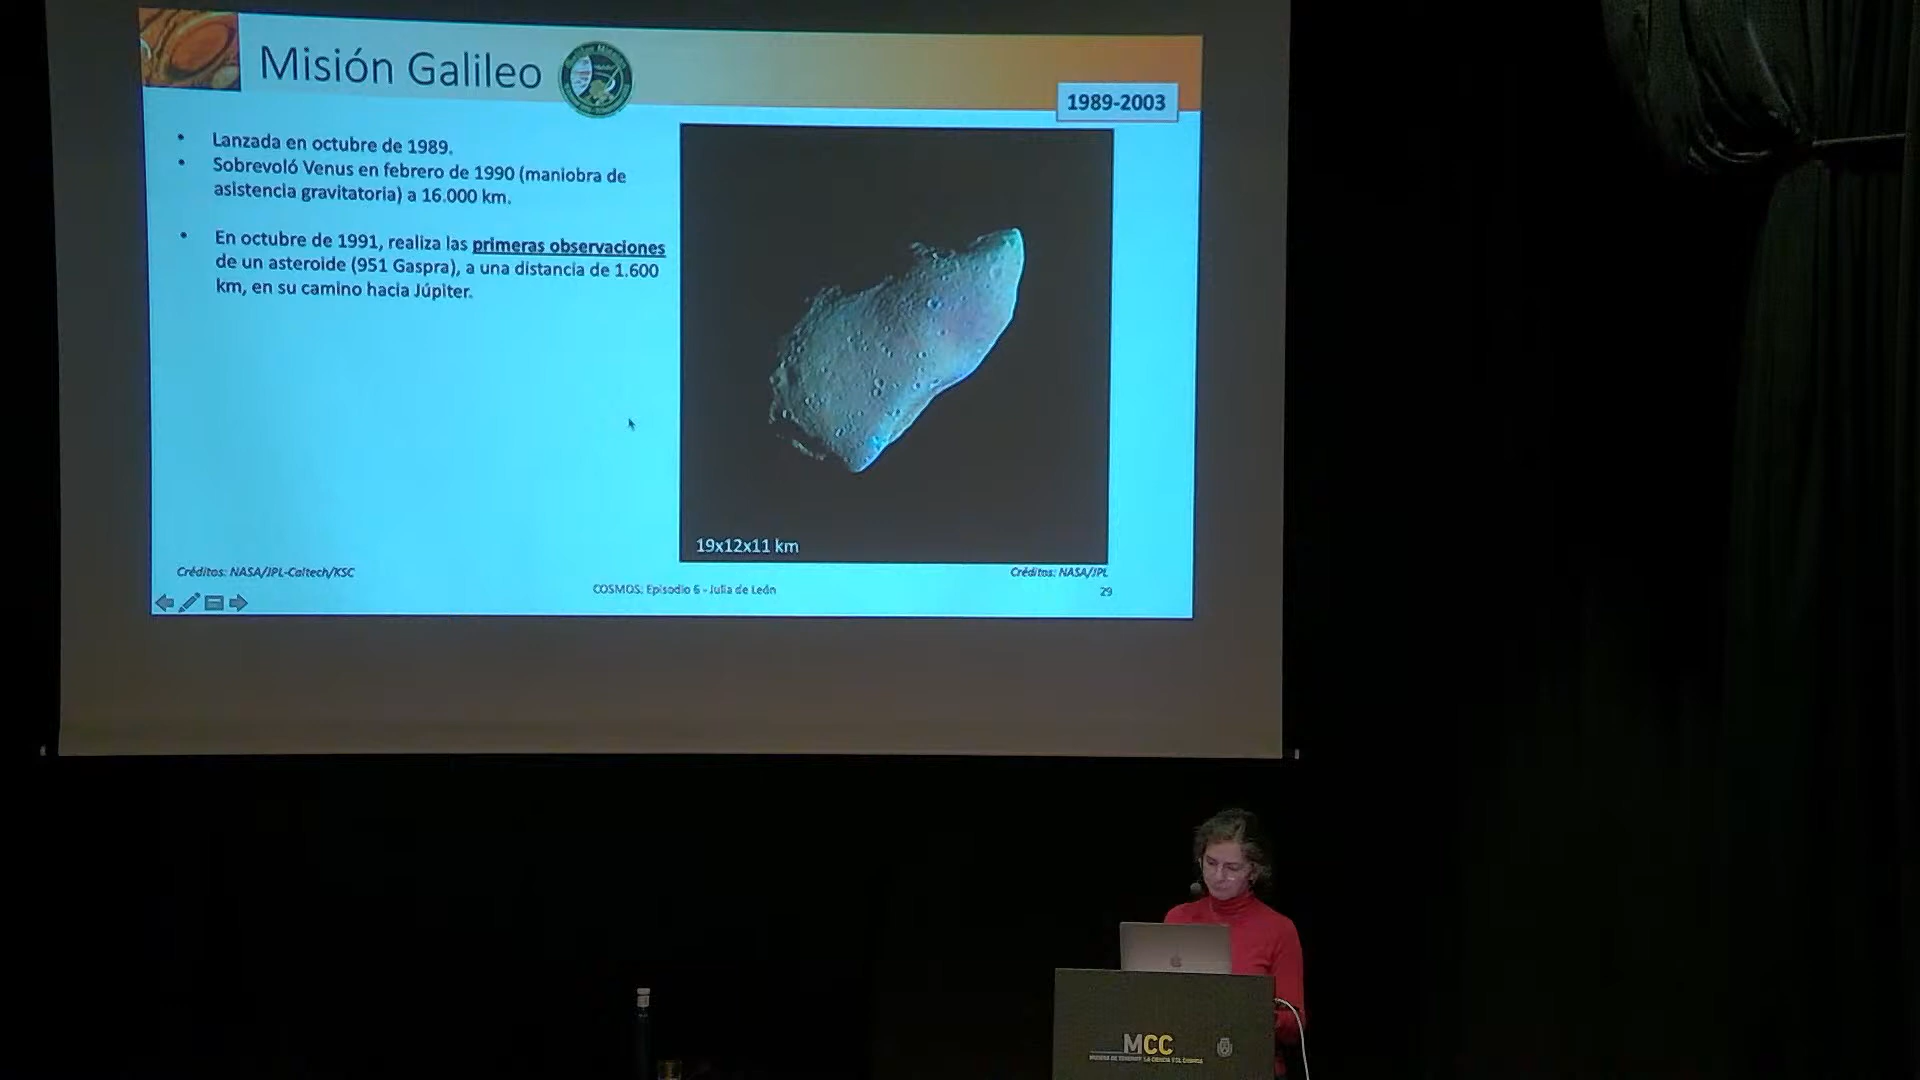 Misión Galileo
1989-2003
• Lanzada en octubre de 1989.
• Sobrevoló Venus en febrero de 1990 (maniobra de
asistencia gravitatoria) a 16.000 km.
• En octubre de 1991, realiza las primeras observaciones
de un asteroide (951 Gaspra), a una distancia de 1.600
km, en su camino hacia Júpiter.
19x12x11 km
Créditos: NASA/JPL-Caltech/KSC
Créditos: NASA/JPL
COSMOS: Episodio 6 - Julia de León
29
MCC